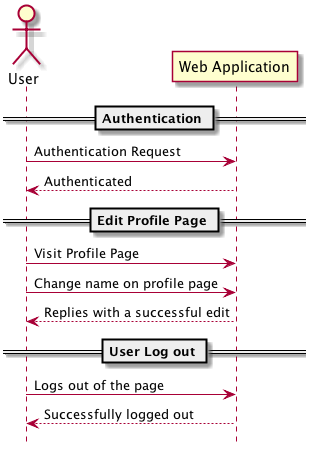 User
Web Application
Authentication
Authentication Request
Authenticated
Edit Profile Page
Visit Profile Page
Change name on profile page
Replies with a successful edit
User Log out
Logs out of the page
Successfully logged out